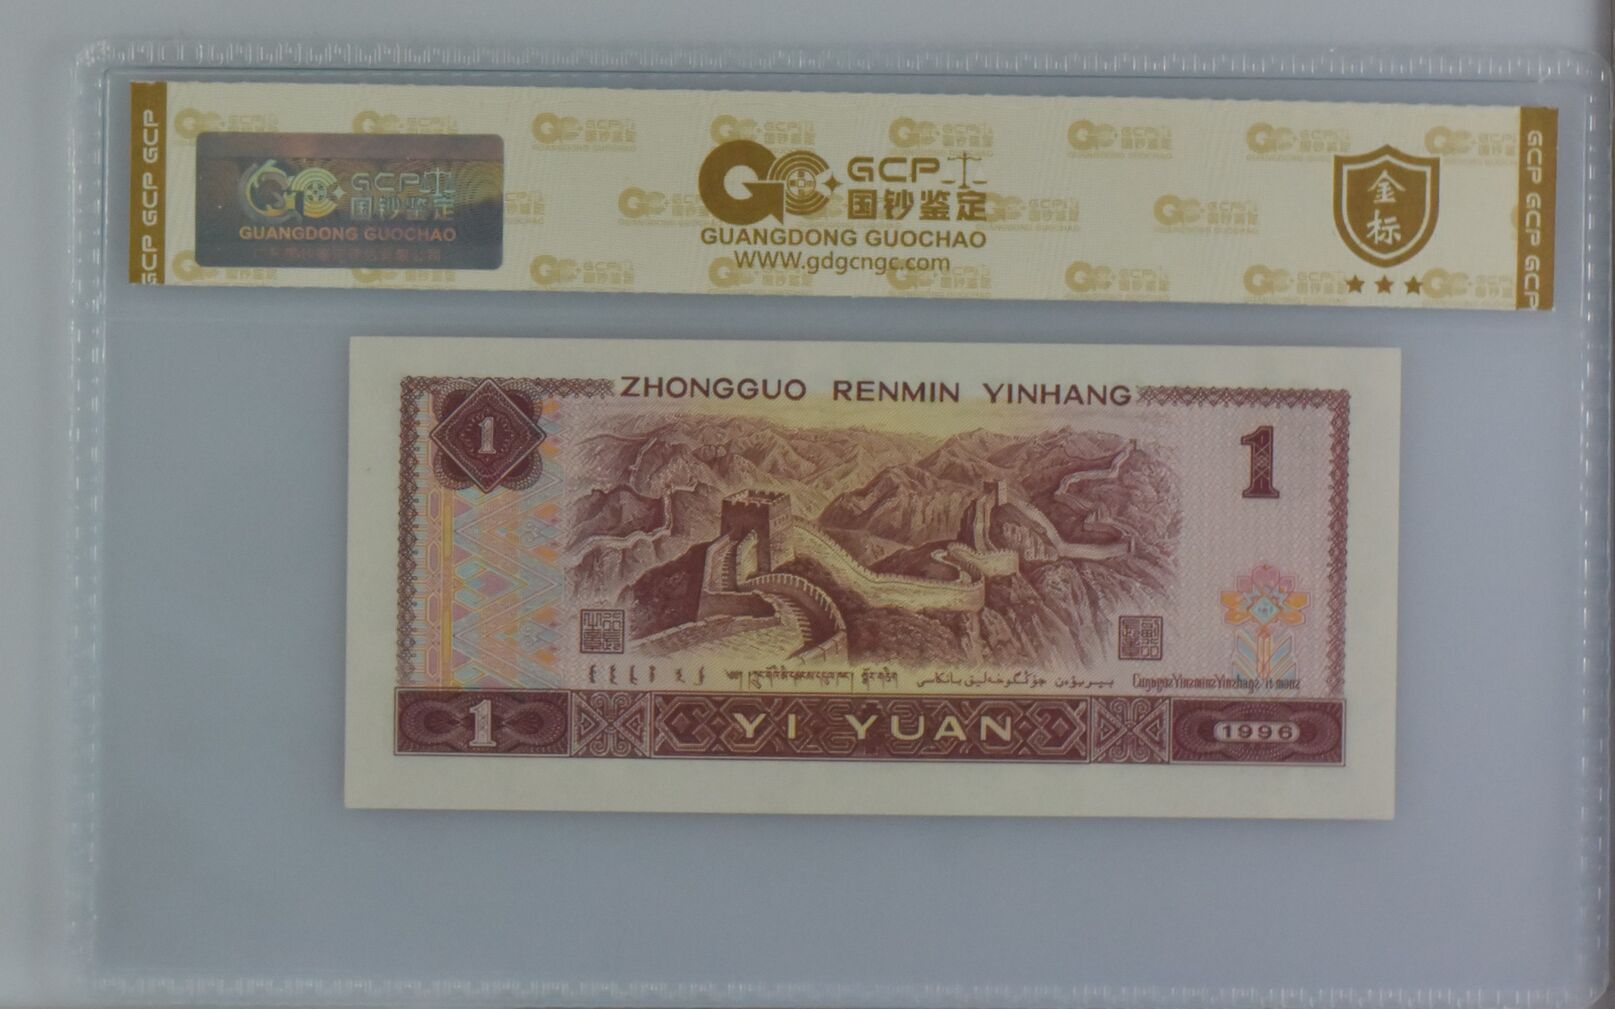 GCP GCP GCP
GCP
国钞鉴定
GUANGDONG GUOCHAO
GCP
国钞鉴定
GUANGDONG GUOCHAO
WWW.gdgcngc.com
金
标
GCP GCP GCP
ZHONGGUO RENMIN YINHANG
1
1
1
YI YUAN
1996